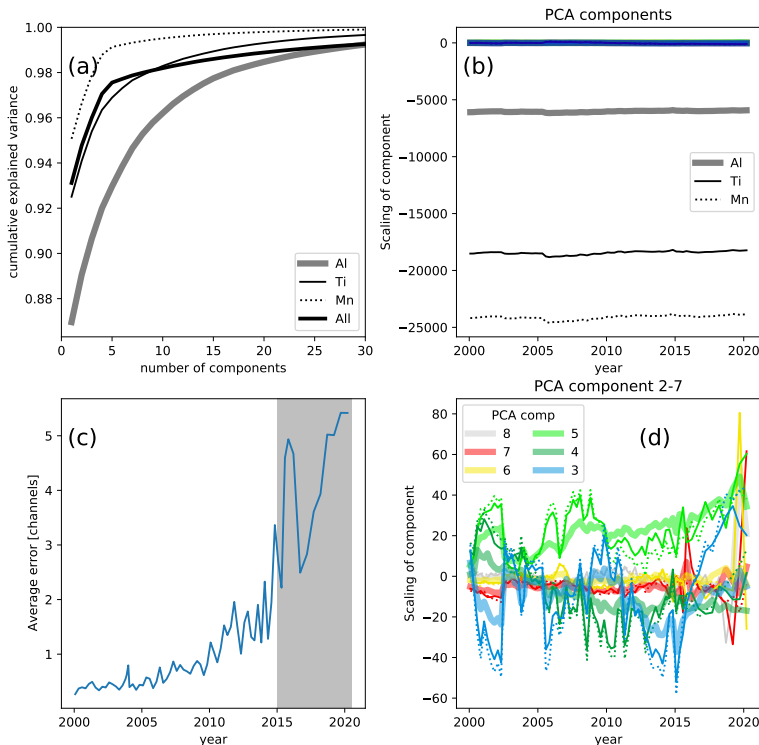 (a)
cumulative explained variance
1.00
0.98
0.96
0.94
0.92
0.90
0.88
Al
Ti
Mn
All
0 5 10 15 20 25 30
number of components
PCA components
(b)
Scaling of component
0
−5000
−10000
−15000
−20000
−25000
Al
Ti
Mn
2000 2005 2010 2015 2020
year
(c)
Average error [channels]
5
4
3
2
1
2000 2005 2010 2015 2020
year
PCA component 2-7
(d)
Scaling of component
80
60
40
20
0
−20
−40
−60
PCA comp
8 5
7 4
6 3
2000 2005 2010 2015 2020
year